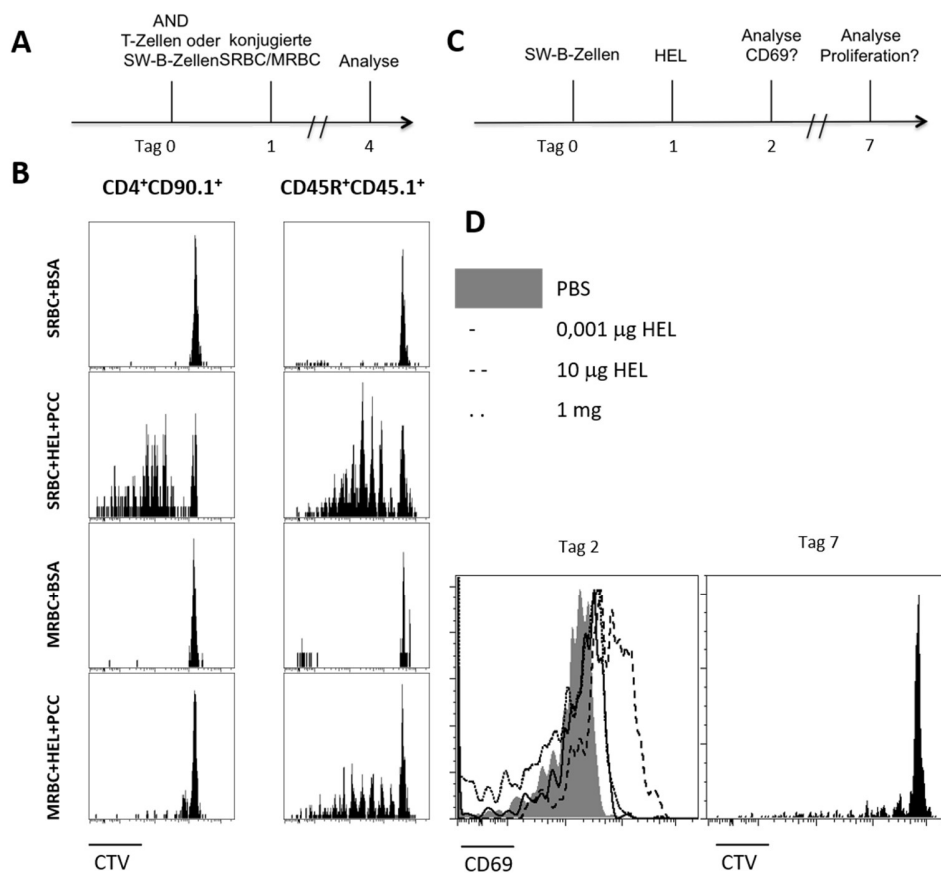 A
AND
T-Zellen oder konjugierte
SW-B-Zellen SRBC/MRBC Analyse
Tag 0 1 4
B
CD4+CD90.1+ CD45R+CD45.1+
SRBC+BSA
SRBC+HEL+PCC
MRBC+BSA
MRBC+HEL+PCC
CTV
C
SW-B-Zellen HEL Analyse CD69? Analyse Proliferation?
Tag 0 1 2 7
D
PBS
- 0,001 µg HEL
- - 10 µg HEL
. . 1 mg
Tag 2 Tag 7
CD69 CTV